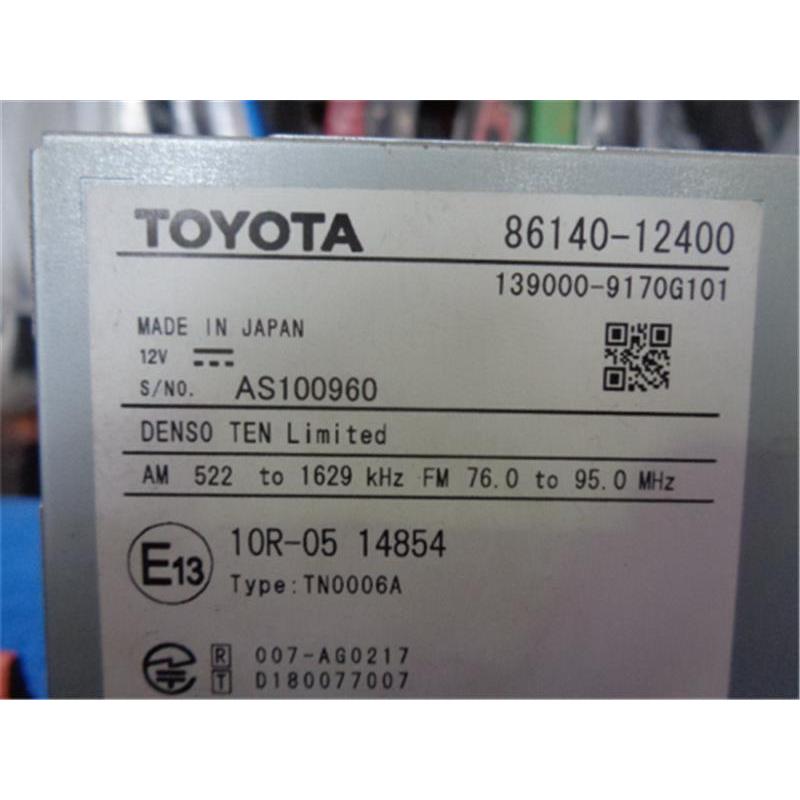 TOYOTA 86140-12400
139000-9170G101
MADE IN JAPAN
12V
S/NO. AS100960
DENSO TEN Limited
AM 522 to 1629 kHz FM 76.0 to 95.0 MHz
E13 10R-05 14854
Type:TN0006A
R 007-AG0217
T D180077007